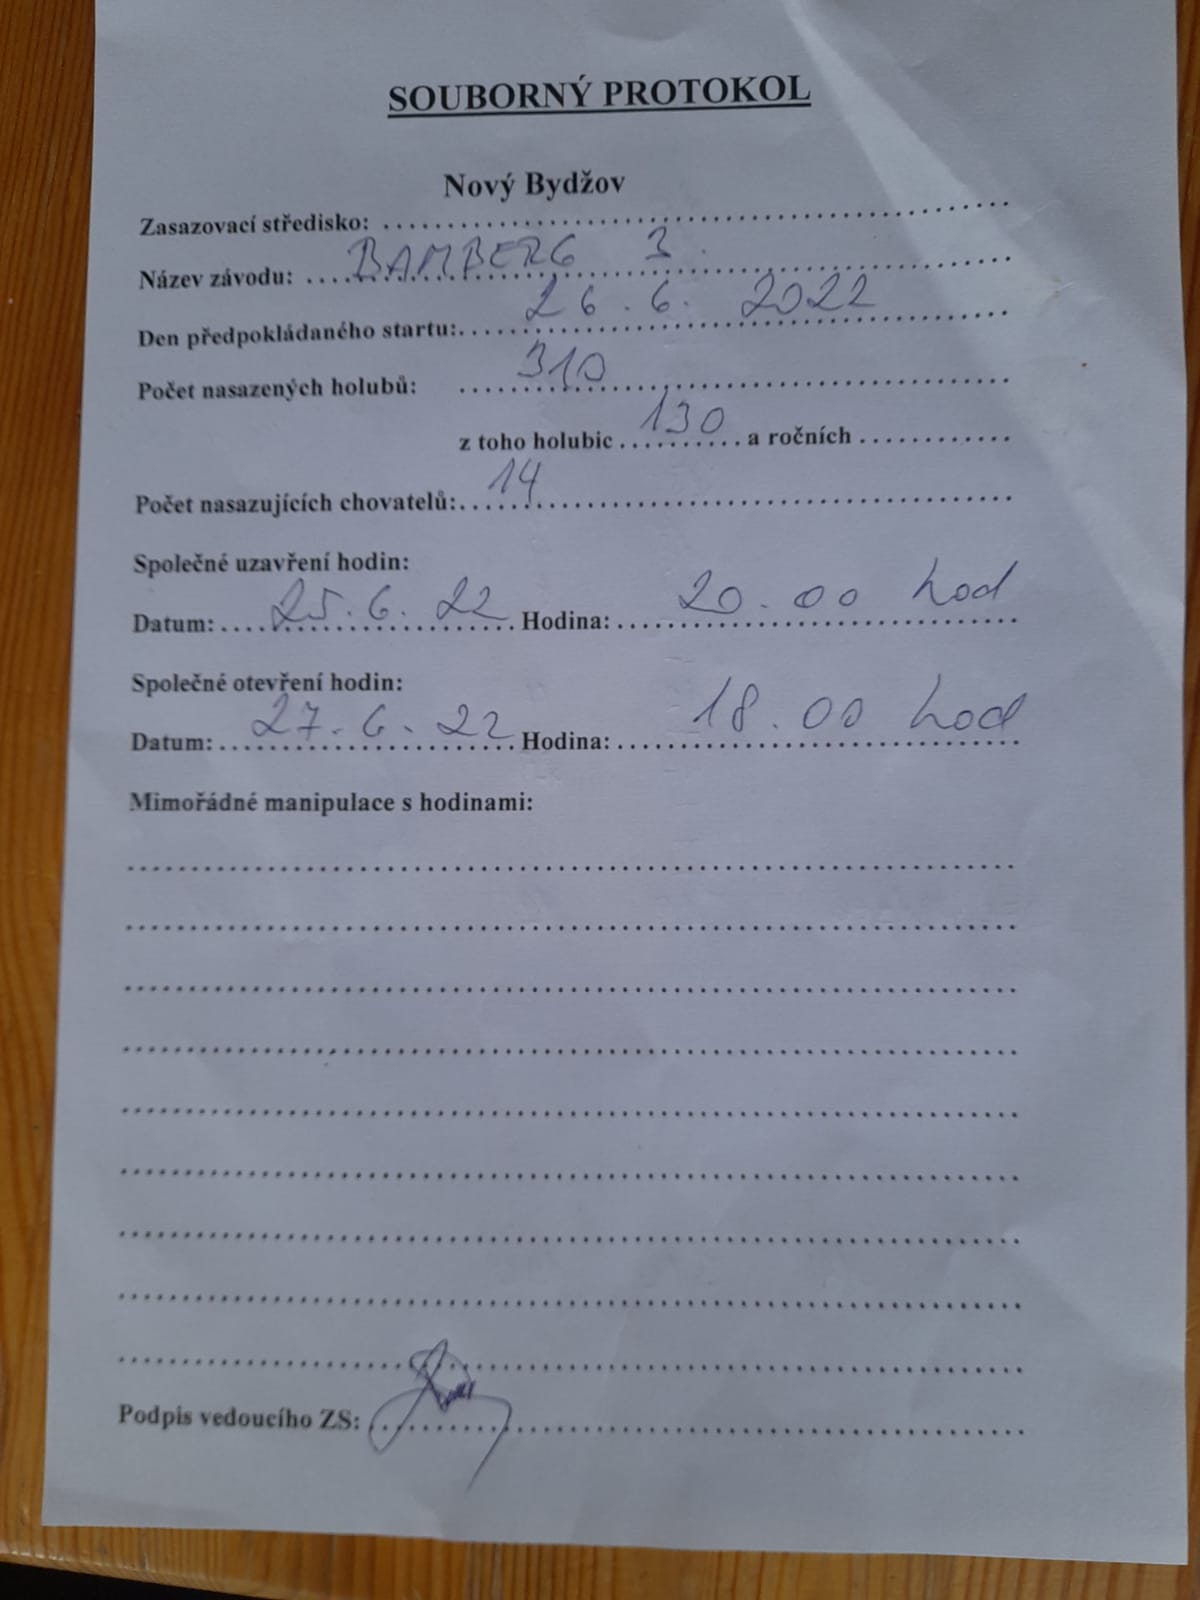 SOUBORNÝ PROTOKOL
Nový Bydžov
Zasazovací středisko: ........................................
Název závodu: .... BAMBERG 3. ....................
Den předpokládaného startu:..... 26.6. 2022 ..........
Počet nasazených holubů: ..... 310 ..............................
z toho holubic .... 130 .... a ročních ............
Počet nasazujících chovatelů:... 14 ..............................
Společné uzavření hodin:
Datum: .... 25.6.22 Hodina: .... 20.00 hod
Společné otevření hodin:
Datum: ... 27.6.22 Hodina: .... 18.00 hod
Mimořádné manipulace s hodinami:
Podpis vedoucího ZS: ........................................